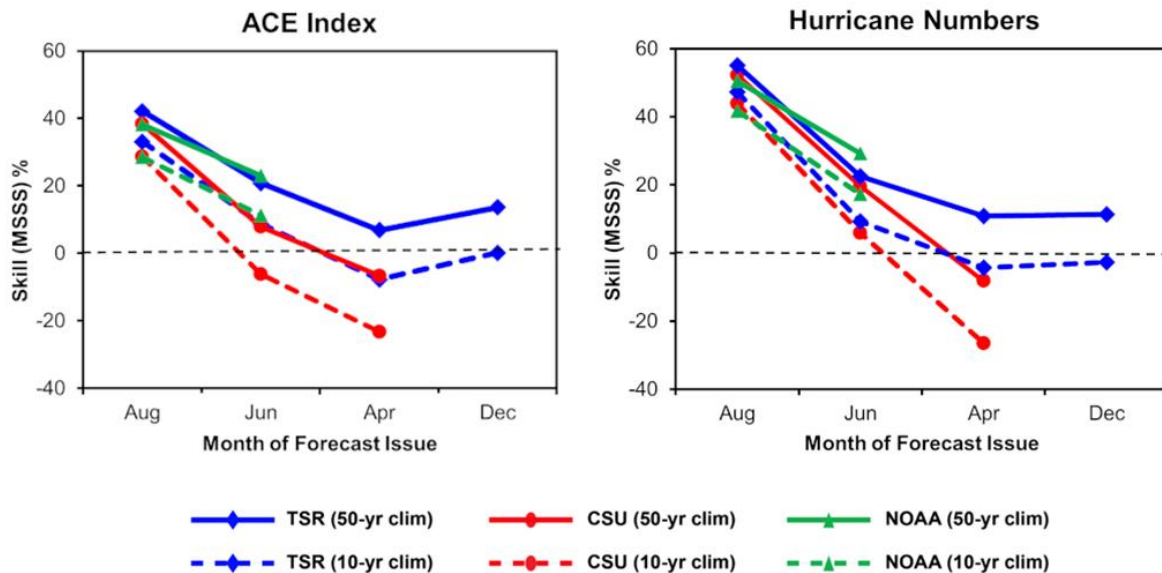 ACE Index
60
40
20
0
-20
-40
Skill (MSSS) %
Aug Jun Apr Dec
Month of Forecast Issue
Hurricane Numbers
60
40
20
0
-20
-40
Skill (MSSS) %
Aug Jun Apr Dec
Month of Forecast Issue
TSR (50-yr clim) CSU (50-yr clim) NOAA (50-yr clim)
TSR (10-yr clim) CSU (10-yr clim) NOAA (10-yr clim)